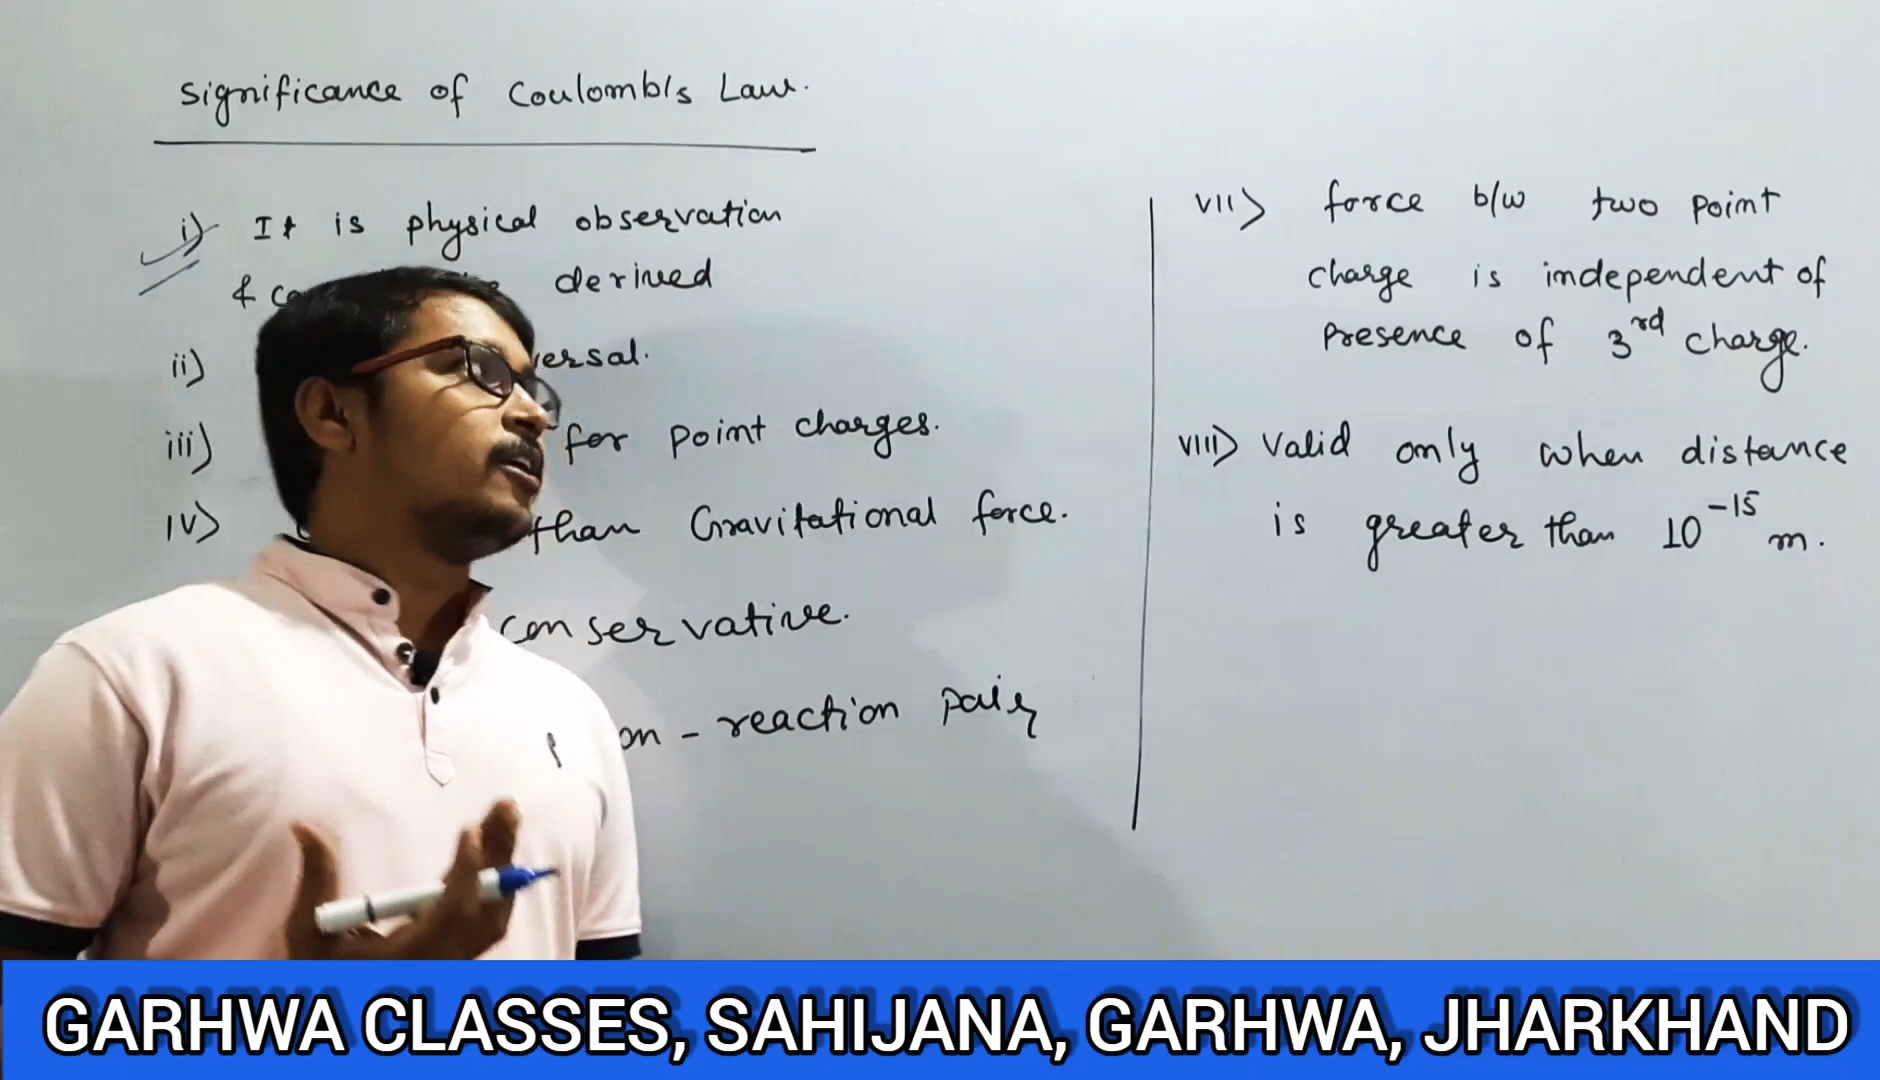 Significance of Coulomb's Law.
i) It is physical observation
& derived
ii)
iii) for point charges.
iv) than Gravitational force.
conservative.
on - reaction pair
vii) force b/w two point
charge is independent of
presence of 3rd charge.
viii) valid only when distance
is greater than 10^-15 m.
GARHWA CLASSES, SAHIJANA, GARHWA, JHARKHAND